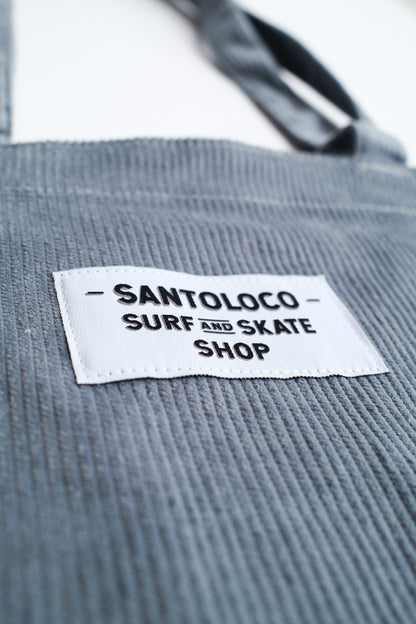 - SANTOLOCO -
SURF AND SKATE
SHOP